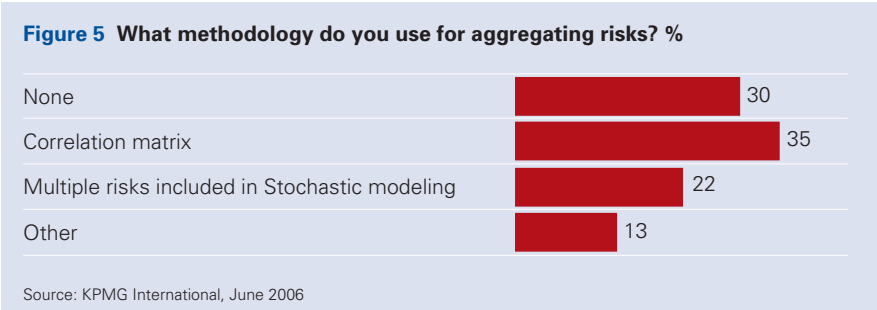 Figure 5 What methodology do you use for aggregating risks? %
None 30
Correlation matrix 35
Multiple risks included in Stochastic modeling 22
Other 13
Source: KPMG International, June 2006